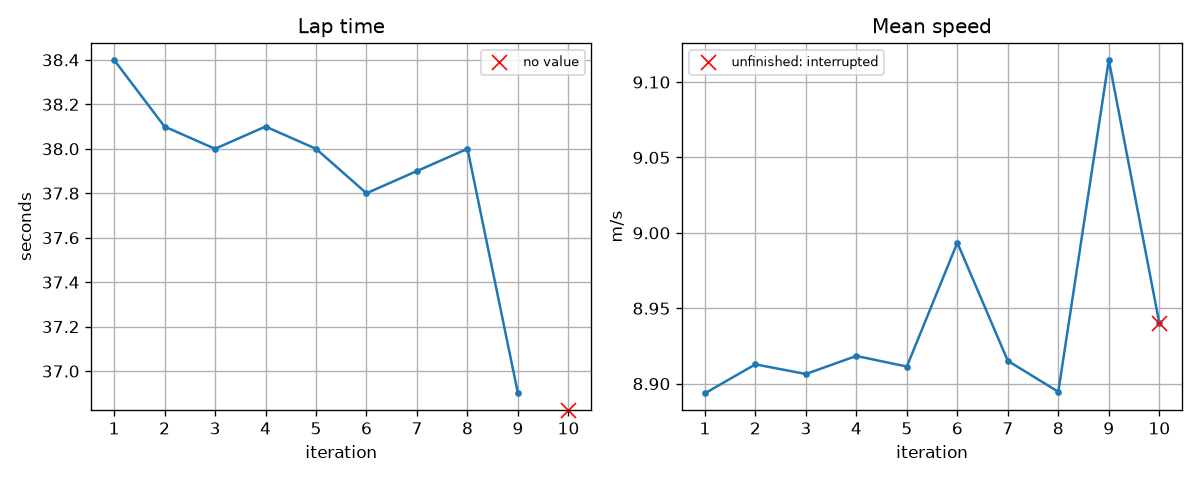 Lap time
no value
38.4
38.2
38.0
37.8
37.6
37.4
37.2
37.0
seconds
1 2 3 4 5 6 7 8 9 10
iteration
Mean speed
unfinished: interrupted
9.10
9.05
9.00
8.95
8.90
m/s
1 2 3 4 5 6 7 8 9 10
iteration